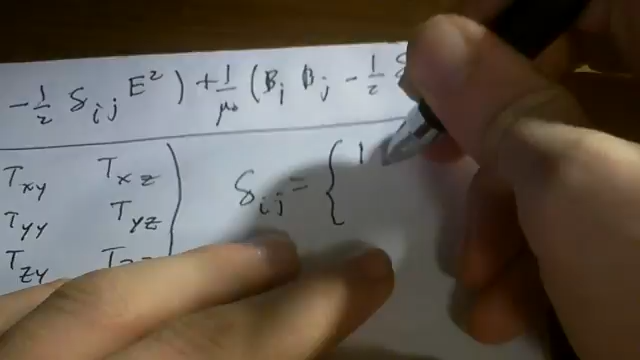 -1/2 δij E²) + 1/μ₀ (Bi Bj - 1/2 δ
Txy Txz
δij = { 1
Tyy Tyz
Tzy